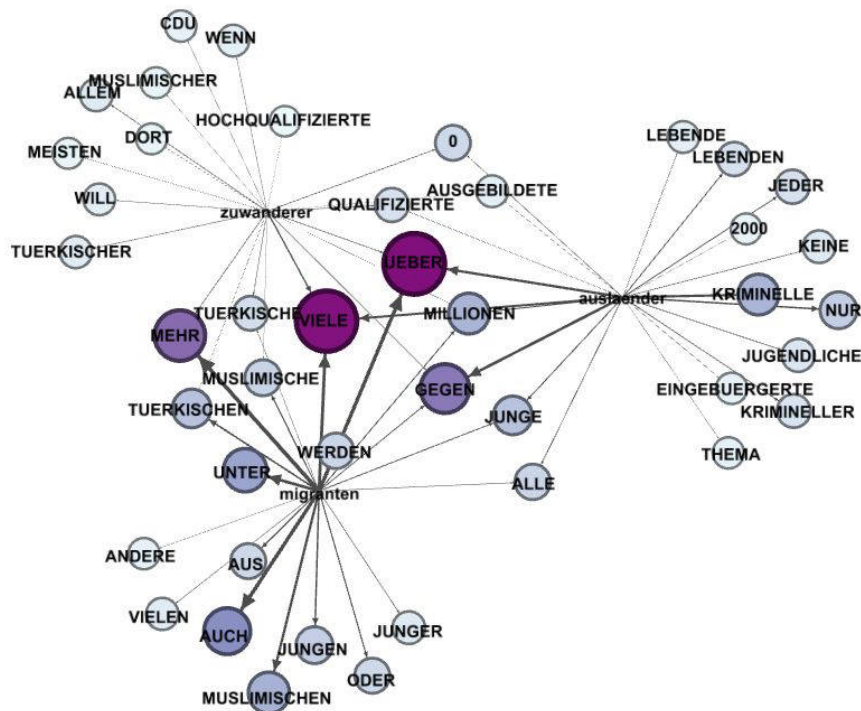 CDU
WENN
MUSLIMISCHER
ALLEM
HOCHQUALIFIZIERTE
DORT
MEISTEN
0
LEBENDE
LEBENDEN
AUSGEBILDETE
JEDER
WILL
zuwanderer
QUALIFIZIERTE
2000
TUERKISCHER
KEINE
UEBER
auslaender
KRIMINELLE
TUERKISCHE
VIELE
MILLIONEN
NUR
MEHR
JUGENDLICHE
MUSLIMISCHE
GEGEN
EINGEBUERGERTE
TUERKISCHEN
JUNGE
KRIMINELLER
WERDEN
THEMA
UNTER
migranten
ALLE
ANDERE
AUS
VIELEN
AUCH
JUNGEN
JUNGER
ODER
MUSLIMISCHEN